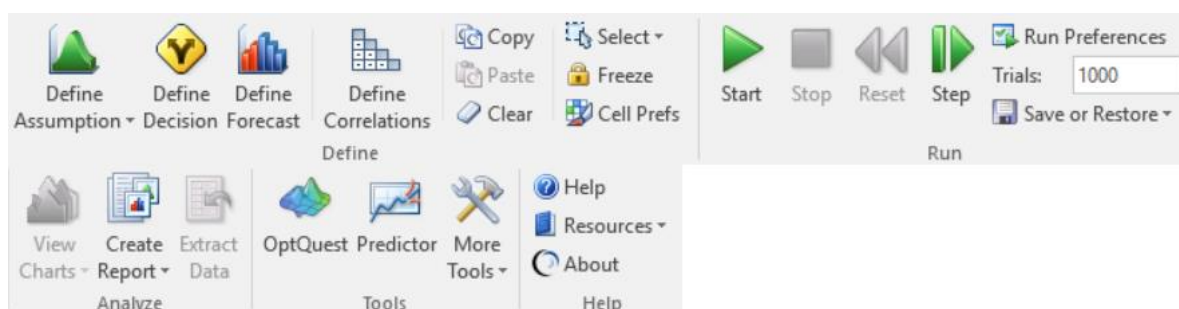 Define Assumption
Define Decision
Define Forecast
Define Correlations
Copy
Paste
Clear
Select
Freeze
Cell Prefs
Define
Start
Stop
Reset
Step
Run Preferences
Trials: 1000
Save or Restore
Run
View Charts
Create Report
Extract Data
Analyze
OptQuest
Predictor
More Tools
Tools
Help
Resources
About
Help